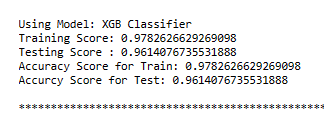 Using Model: XGB Classifier
Training Score: 0.9782626629269098
Testing Score : 0.9614076735531888
Accuracy Score for Train: 0.9782626629269098
Accurcy Score for Test: 0.9614076735531888
************************************************